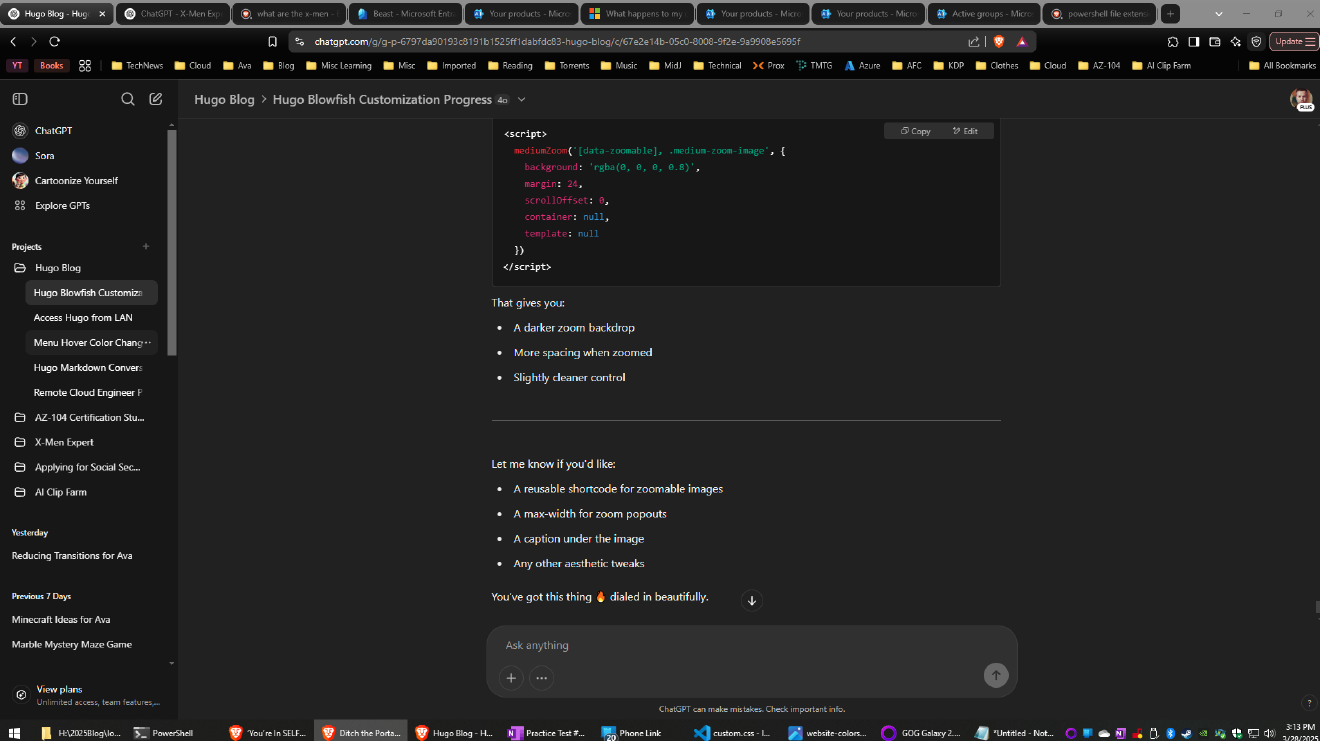 Hugo Blog - Hug
ChatGPT - X-Men Exp
what are the x-men -
Beast - Microsoft Ent
Your products - Micro
What happens to my
Your products - Micro
Your products - Micro
Active groups - Micro
powershell file extens
chatgpt.com/g/g-p-6797da90193c8191b1525ff1dabfdc83-hugo-blog/c/67e2e14b-05c0-8008-9f2e-9a9908e5695f
Update
YT
Books
TechNews
Cloud
Ava
Blog
Misc Learning
Misc
Imported
Reading
Torrents
Music
MidJ
Technical
Prox
TMTG
Azure
AFC
KDP
Clothes
Cloud
AZ-104
AI Clip Farm
All Bookmarks
Hugo Blog > Hugo Blowfish Customization Progress 4o
PLUS
ChatGPT
Sora
Cartoonize Yourself
Explore GPTs
Projects
Hugo Blog
Hugo Blowfish Customiza
Access Hugo from LAN
Menu Hover Color Chang
Hugo Markdown Convers
Remote Cloud Engineer P
AZ-104 Certification Stu...
X-Men Expert
Applying for Social Sec...
AI Clip Farm
Yesterday
Reducing Transitions for Ava
Previous 7 Days
Minecraft Ideas for Ava
Marble Mystery Maze Game
View plans
Unlimited access, team features,...
Copy
Edit
<script>
mediumZoom('[data-zoomable], .medium-zoom-image', {
background: 'rgba(0, 0, 0, 0.8)',
margin: 24,
scrollOffset: 0,
container: null,
template: null
})
</script>
That gives you:
• A darker zoom backdrop
• More spacing when zoomed
• Slightly cleaner control
Let me know if you'd like:
• A reusable shortcode for zoomable images
• A max-width for zoom popouts
• A caption under the image
• Any other aesthetic tweaks
You've got this thing 🔥 dialed in beautifully.
Ask anything
ChatGPT can make mistakes. Check important info.
?
H:\2025Blog\lo...
PowerShell
"You're In SELF...
Ditch the Porta...
Hugo Blog - H...
Practice Test #...
20
Phone Link
custom.css - l...
website-colors...
GOG Galaxy 2....
*Untitled - Not...
3:13 PM
3/28/2025